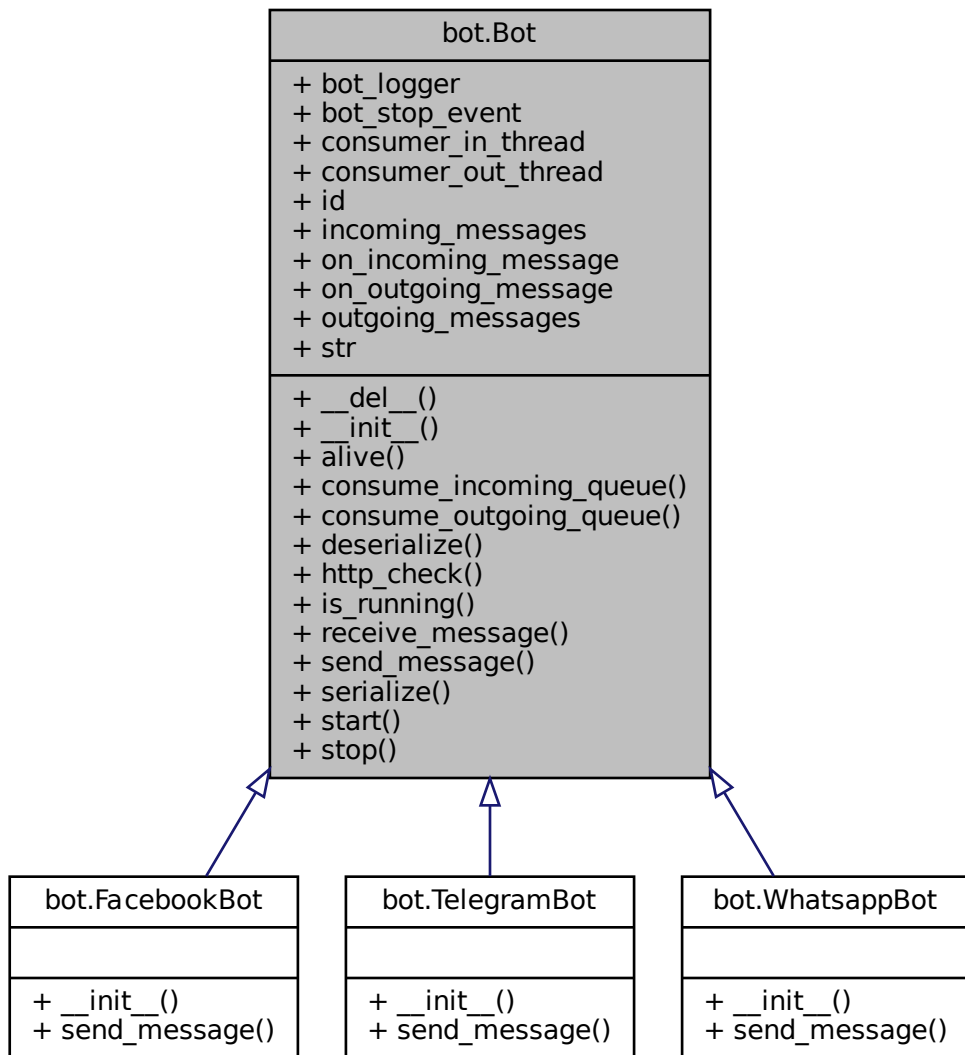 bot.Bot
+ bot_logger
+ bot_stop_event
+ consumer_in_thread
+ consumer_out_thread
+ id
+ incoming_messages
+ on_incoming_message
+ on_outgoing_message
+ outgoing_messages
+ str
+ __del__()
+ __init__()
+ alive()
+ consume_incoming_queue()
+ consume_outgoing_queue()
+ deserialize()
+ http_check()
+ is_running()
+ receive_message()
+ send_message()
+ serialize()
+ start()
+ stop()
bot.FacebookBot
+ __init__()
+ send_message()
bot.TelegramBot
+ __init__()
+ send_message()
bot.WhatsappBot
+ __init__()
+ send_message()